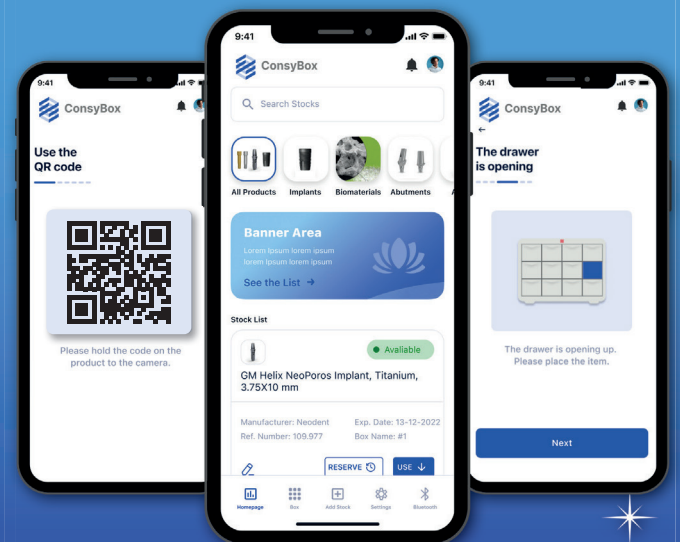 9:41
ConsyBox
Use the
QR code
Please hold the code on the
product to the camera.
9:41
ConsyBox
Search Stocks
All Products
Implants
Biomaterials
Abutments
Banner Area
Lorem Ipsum lorem ipsum
lorem ipsum lorem ipsum
See the List →
Stock List
Avaliable
GM Helix NeoPoros Implant, Titanium,
3.75X10 mm
Manufacturer: Neodent
Exp. Date: 13-12-2022
Ref. Number: 109.977
Box Name: #1
RESERVE
USE ↓
Homepage
Box
Add Stock
Settings
Bluetooth
9:41
ConsyBox
←
The drawer
is opening
The drawer is opening up.
Please place the item.
Next